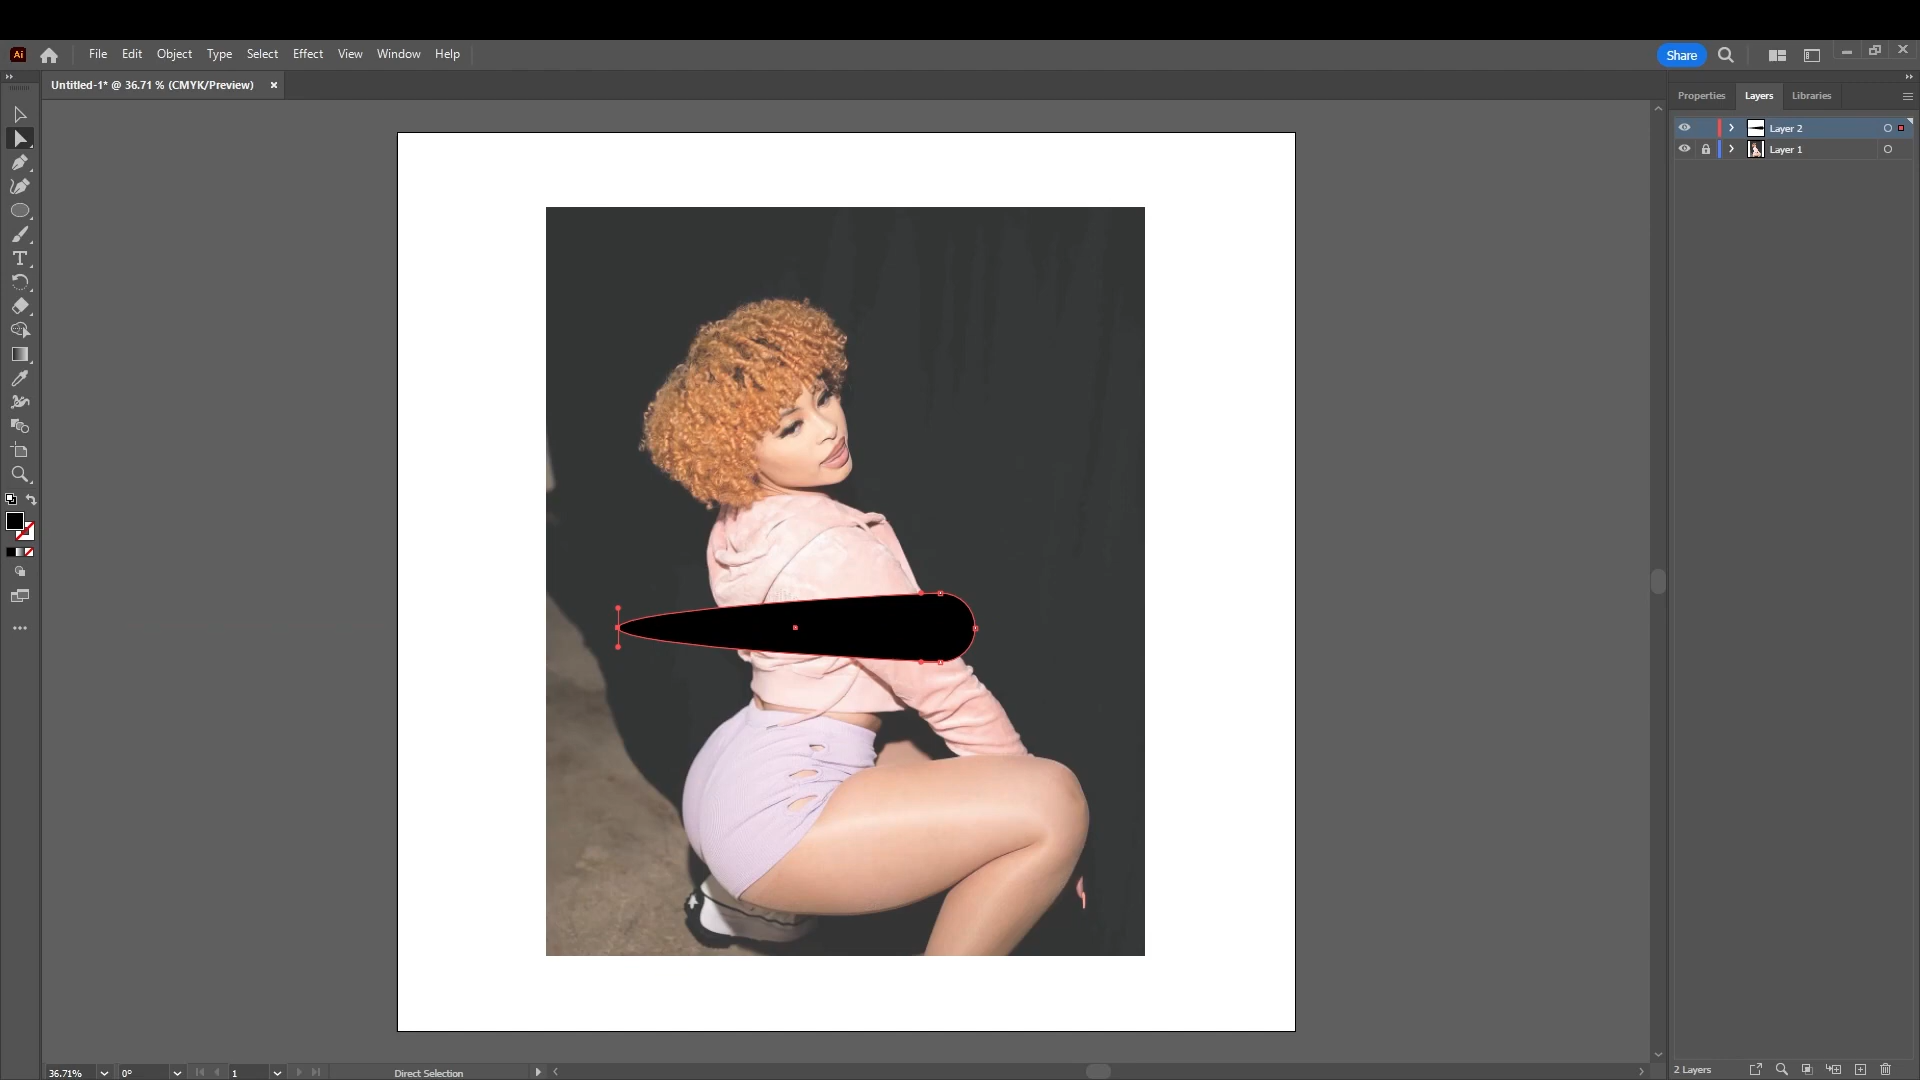 Ai File Edit Object Type Select Effect View Window Help Share
Untitled-1* @ 36.71 % (CMYK/Preview)
Properties Layers Libraries
Layer 2
Layer 1
36.71% 0° 1 Direct Selection 2 Layers